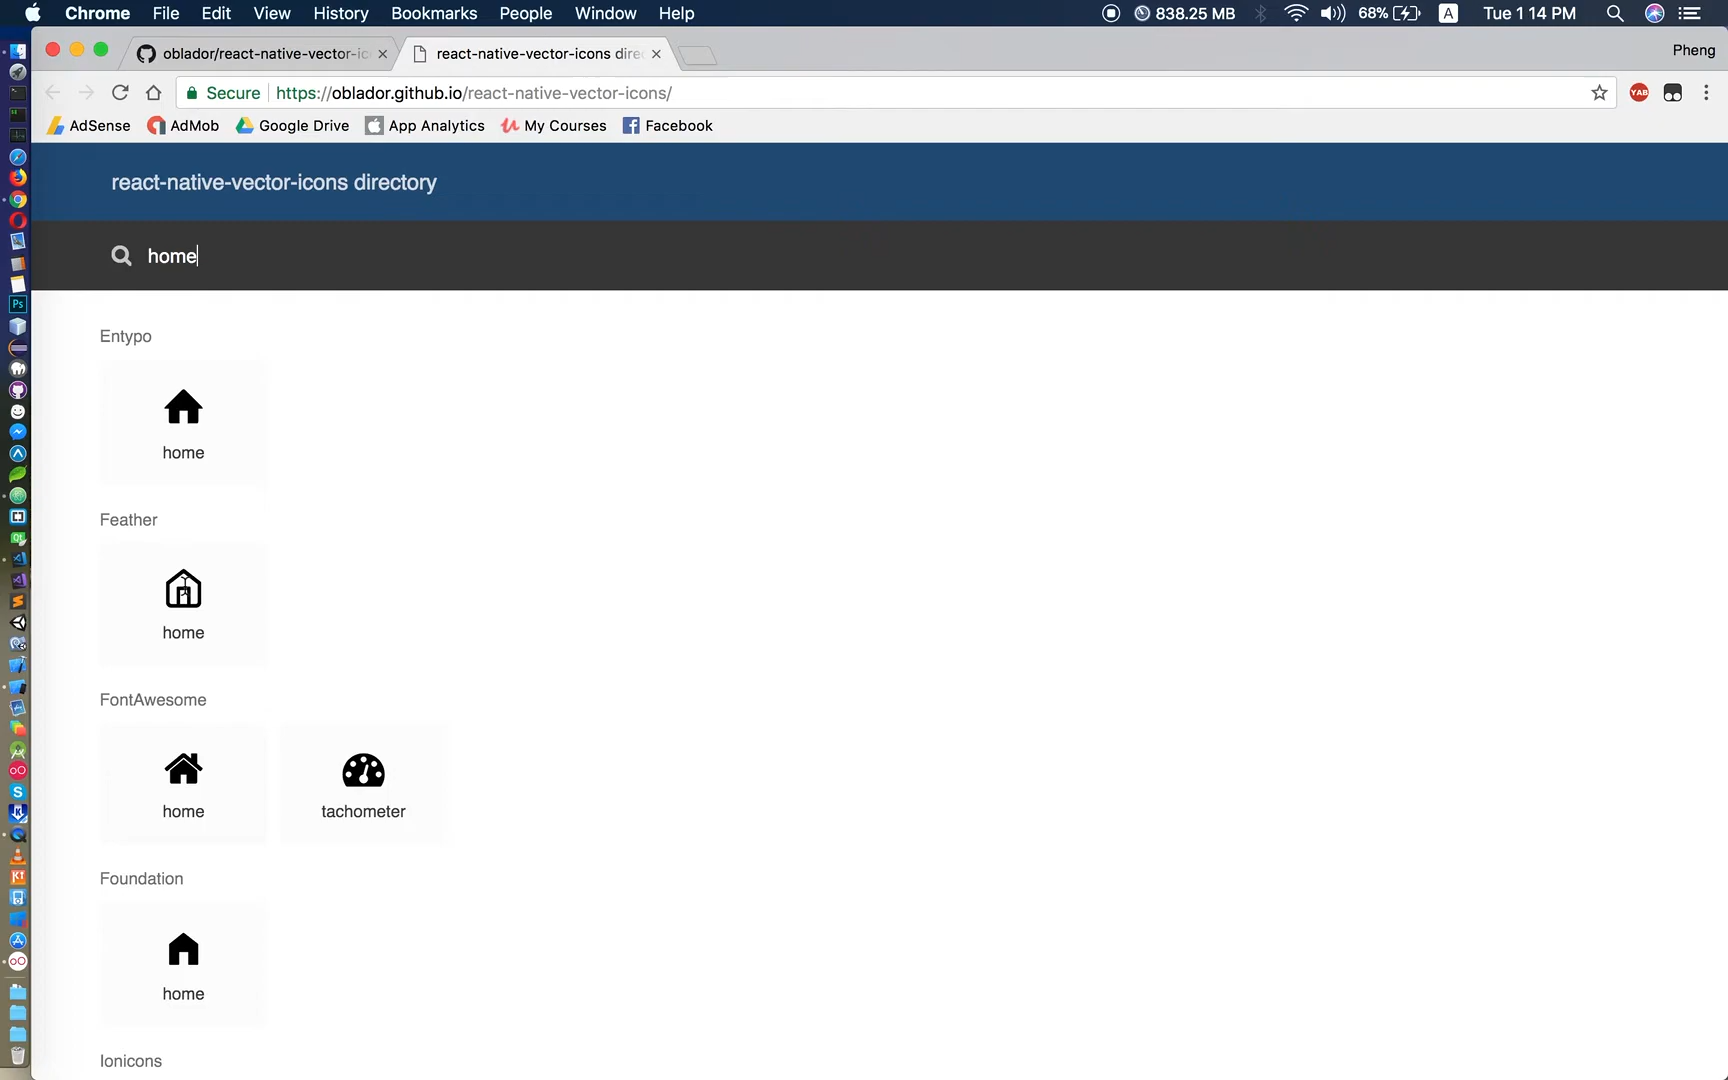 Chrome File Edit View History Bookmarks People Window Help 838.25 MB 68% A Tue 1 14 PM
oblador/react-native-vector-ic react-native-vector-icons dire Pheng
Secure https://oblador.github.io/react-native-vector-icons/ YAB
AdSense AdMob Google Drive App Analytics My Courses Facebook
react-native-vector-icons directory
home
Entypo
home
Feather
home
FontAwesome
home tachometer
Foundation
home
Ionicons
Ps